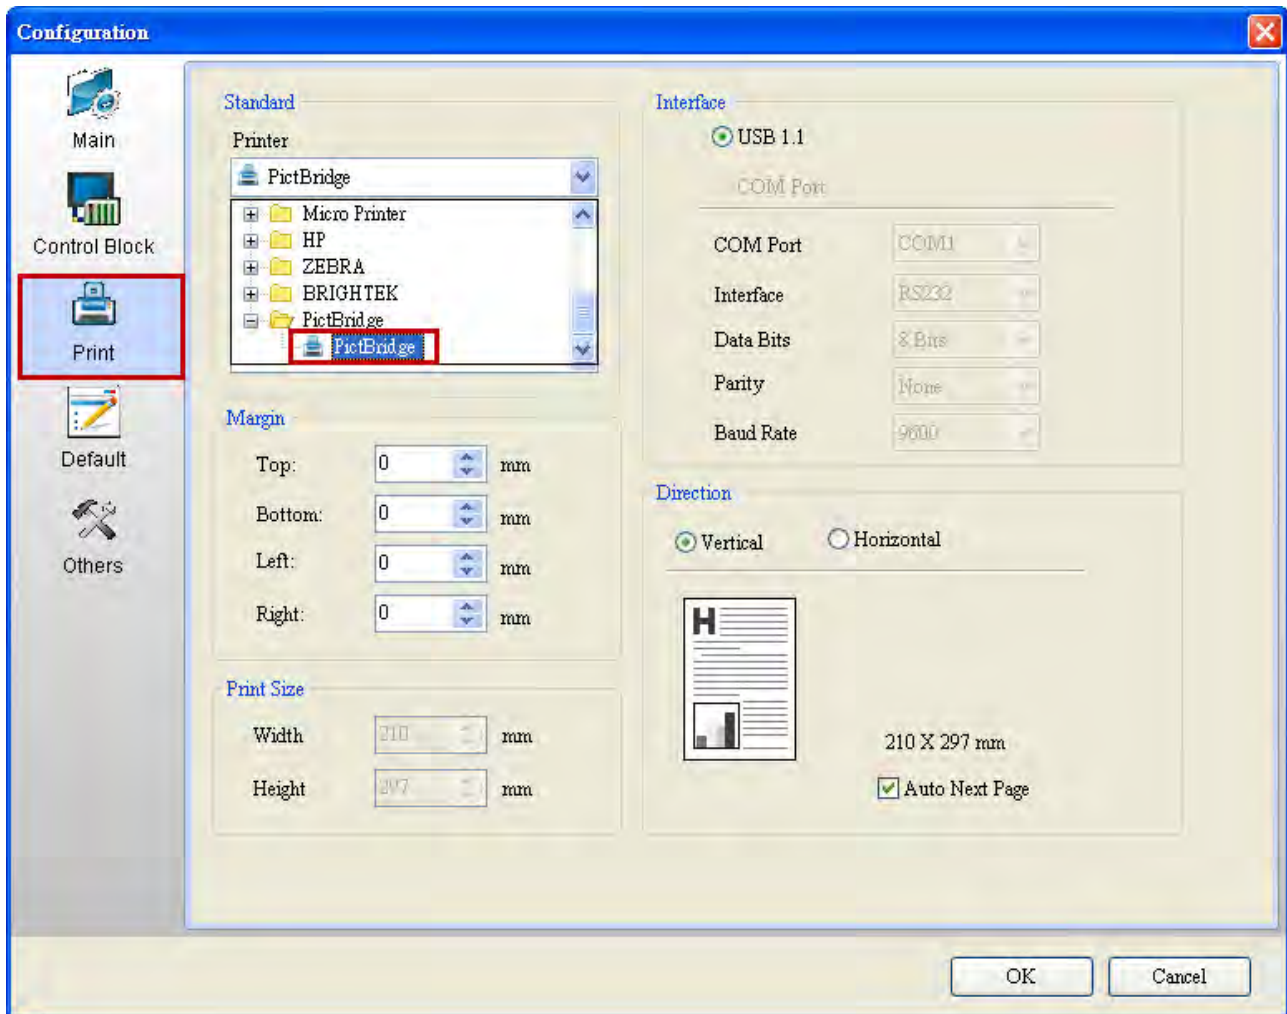 Configuration
Main
Control Block
Print
Default
Others
Standard
Printer
PictBridge
Micro Printer
HP
ZEBRA
BRIGHTEK
PictBridge
PictBridge
Margin
Top: 0 mm
Bottom: 0 mm
Left: 0 mm
Right: 0 mm
Print Size
Width 210 mm
Height 297 mm
Interface
USB 1.1
COM Port
COM Port COM1
Interface RS232
Data Bits 8 Bits
Parity None
Baud Rate 9600
Direction
Vertical Horizontal
H
210 X 297 mm
Auto Next Page
OK Cancel